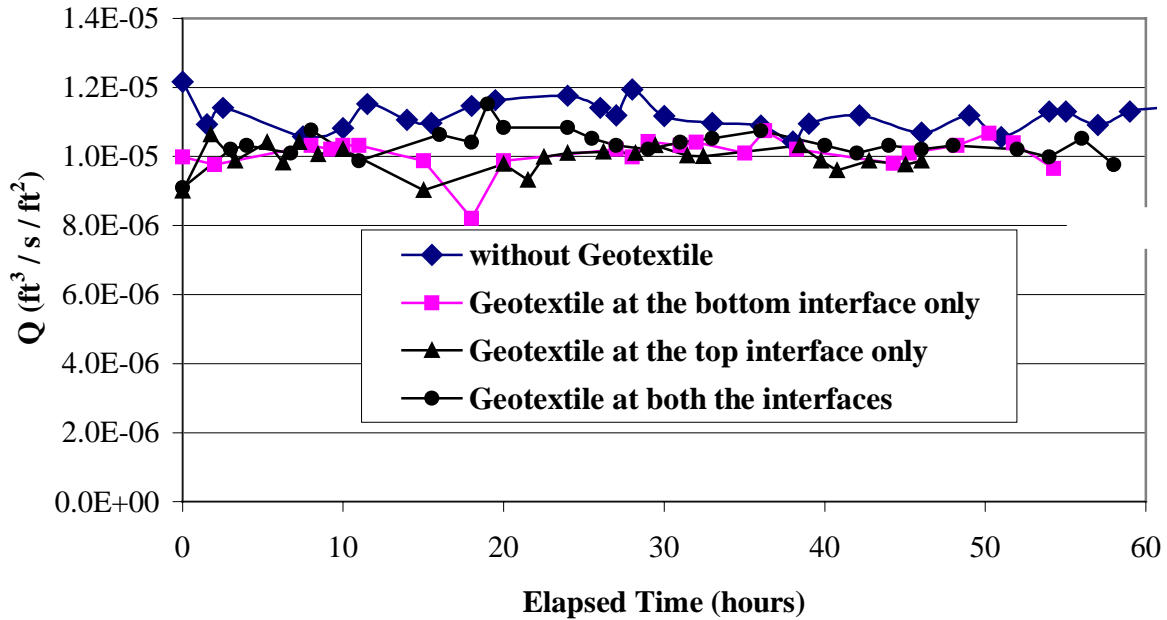 1.4E-05
1.2E-05
1.0E-05
8.0E-06
6.0E-06
4.0E-06
2.0E-06
0.0E+00
Q (ft³ / s / ft²)
without Geotextile
Geotextile at the bottom interface only
Geotextile at the top interface only
Geotextile at both the interfaces
0 10 20 30 40 50 60
Elapsed Time (hours)